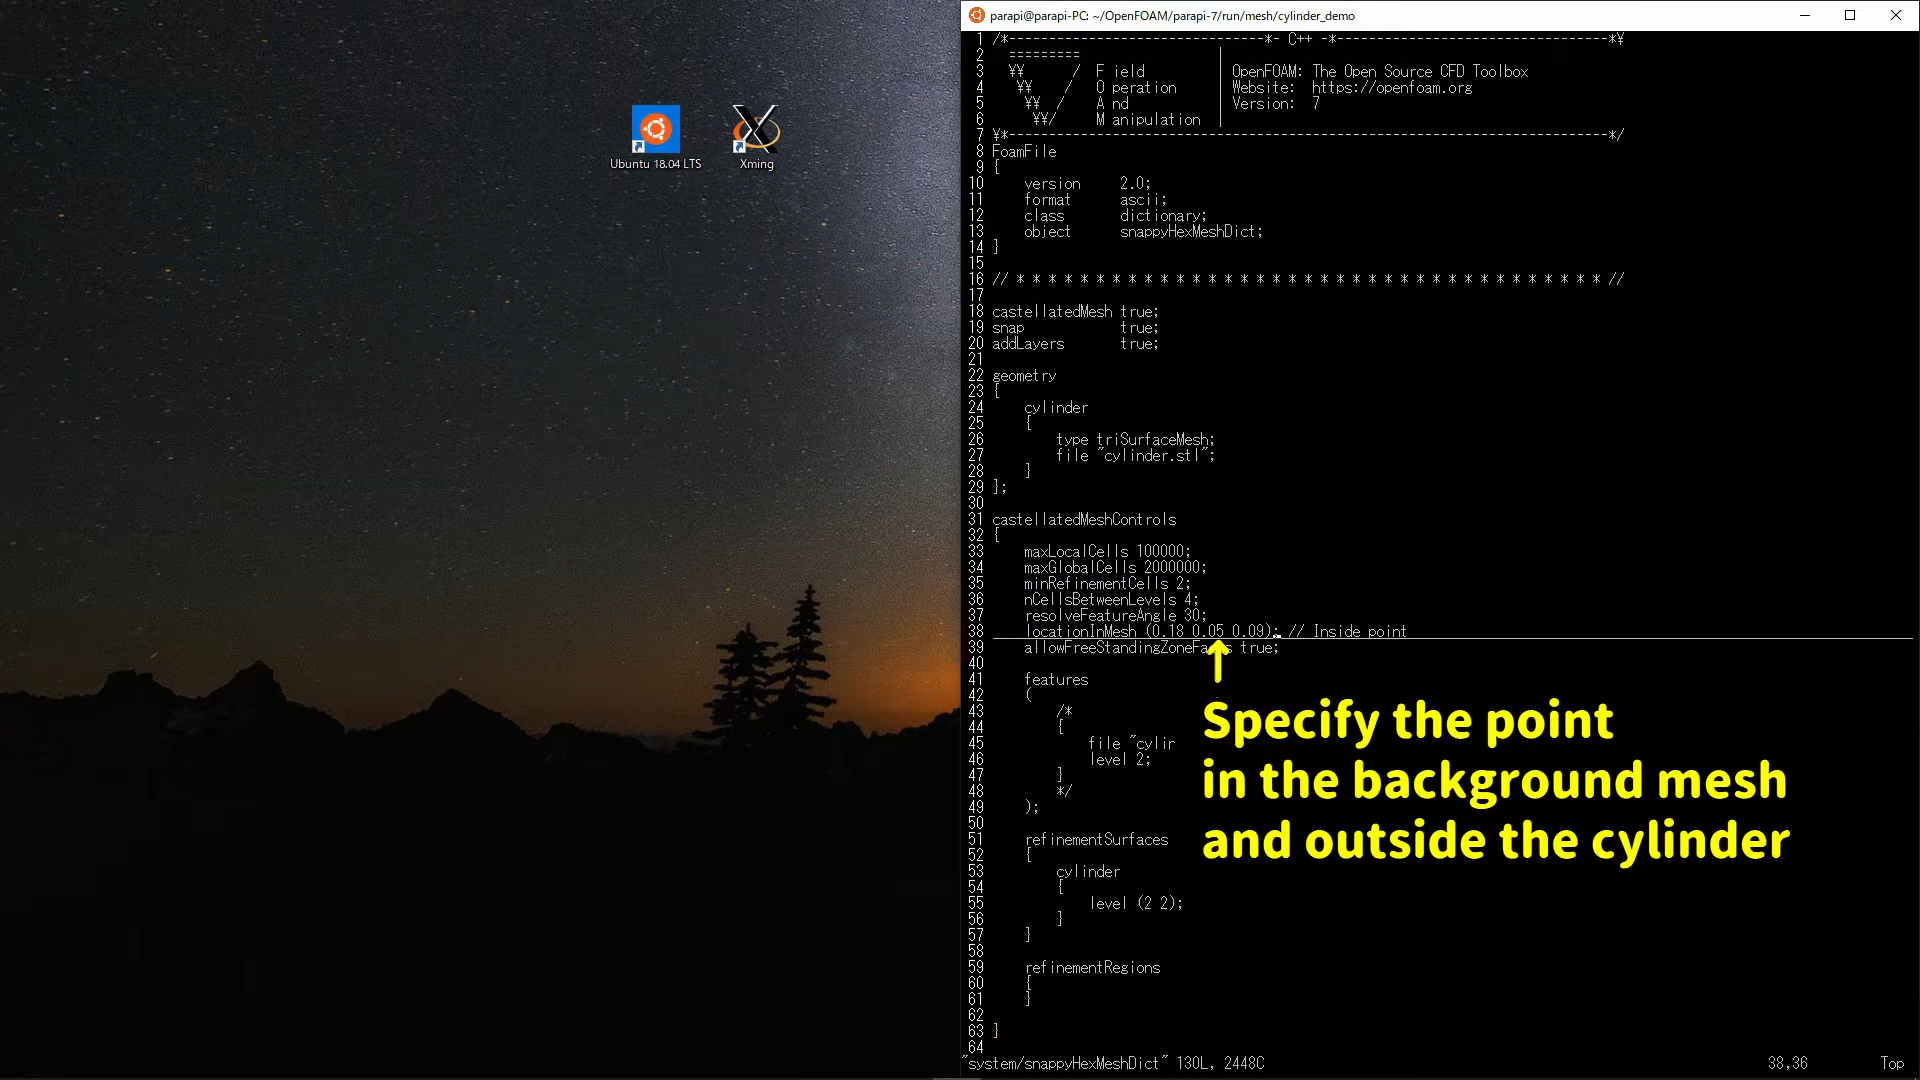 Ubuntu 18.04 LTS
Xming
parapi@parapi-PC: ~/OpenFOAM/parapi-7/run/mesh/cylinder_demo
1 /*--------------------------------*- C++ -*----------------------------------*¥
2 =========                 |
3 ¥¥      /  F ield         | OpenFOAM: The Open Source CFD Toolbox
4 ¥¥    /   O peration     | Website:  https://openfoam.org
5 ¥¥  /    A nd           | Version:  7
6 ¥¥/     M anipulation  |
7 ¥*---------------------------------------------------------------------------*/
8 FoamFile
9 {
10     version     2.0;
11     format      ascii;
12     class       dictionary;
13     object      snappyHexMeshDict;
14 }
15
16 // * * * * * * * * * * * * * * * * * * * * * * * * * * * * * * * * * * * * * //
17
18 castellatedMesh true;
19 snap            true;
20 addLayers       true;
21
22 geometry
23 {
24     cylinder
25     {
26         type triSurfaceMesh;
27         file "cylinder.stl";
28     }
29 };
30
31 castellatedMeshControls
32 {
33     maxLocalCells 100000;
34     maxGlobalCells 2000000;
35     minRefinementCells 2;
36     nCellsBetweenLevels 4;
37     resolveFeatureAngle 30;
38     locationInMesh (0.18 0.05 0.09); // Inside point
39     allowFreeStandingZoneFa s true;
40
41     features
42     (
43         /*
44         {
45             file "cylin
46             level 2;
47         }
48         */
49     );
50
51     refinementSurfaces
52     {
53         cylinder
54         {
55             level (2 2);
56         }
57     }
58
59     refinementRegions
60     {
61     }
62
63 }
64
Specify the point
in the background mesh
and outside the cylinder
"system/snappyHexMeshDict" 130L, 2448C 38,36 Top